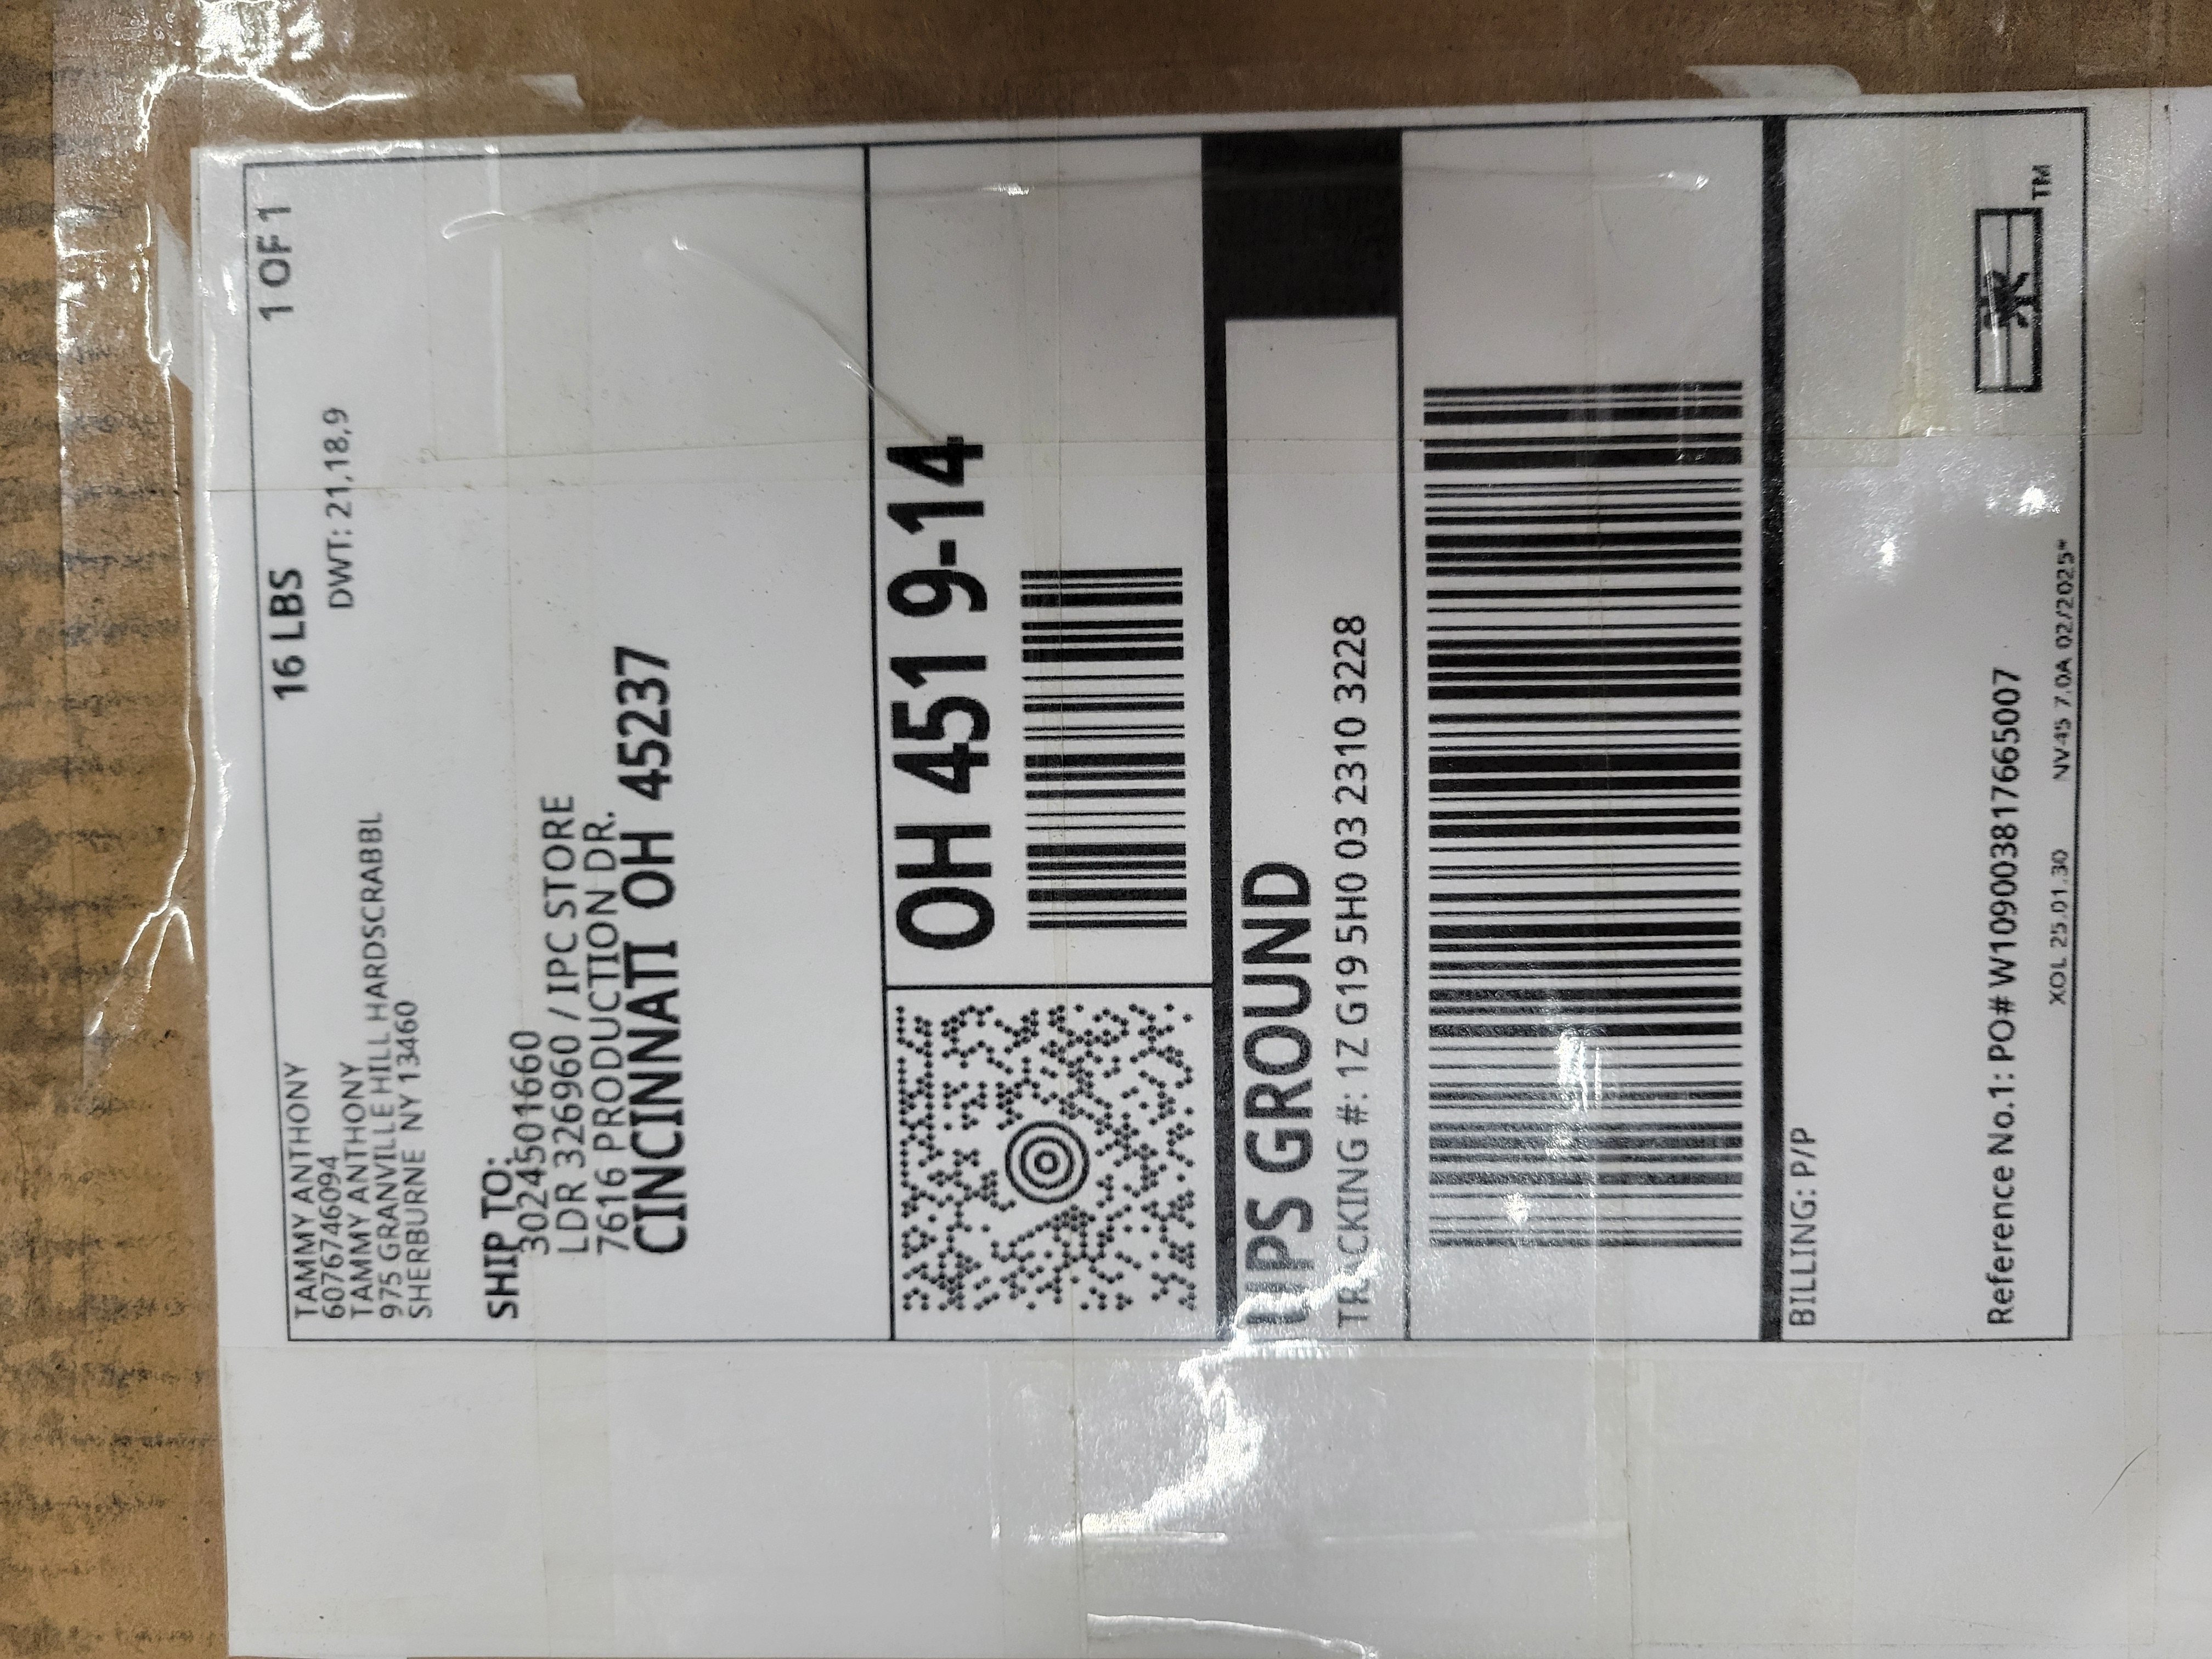 TAMMY ANTHONY
6076746094
TAMMY ANTHONY
975 GRANVILLE HILL HARDSCRABBL
SHERBURNE NY 13460
16 LBS
1 OF 1
DWT: 21,18,9
SHIP TO:
3024501660
LDR 326960 / IPC STORE
7616 PRODUCTION DR.
CINCINNATI OH 45237
OH 451 9-14
UPS GROUND
TRACKING #: 1Z G19 5H0 03 2310 3228
BILLING: P/P
Reference No.1: PO# W109003817665007
XOL 25.01.30 NV45 7.0A 02/2025*
TM